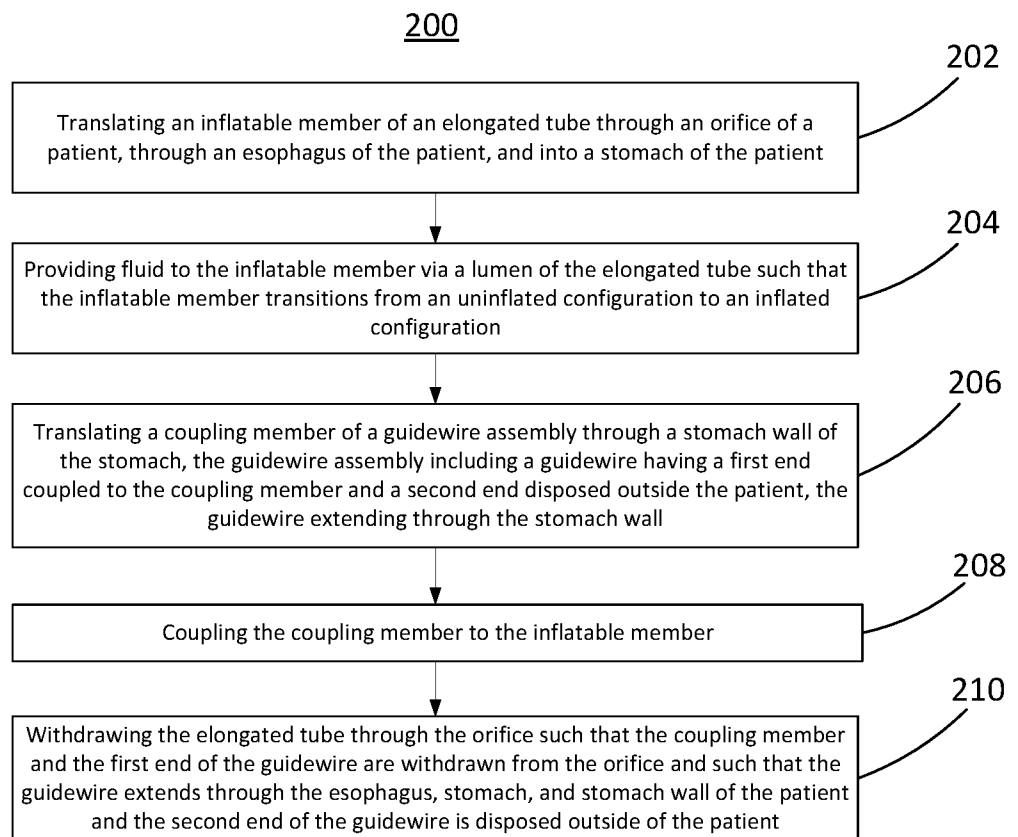 200
202
Translating an inflatable member of an elongated tube through an orifice of a
patient, through an esophagus of the patient, and into a stomach of the patient
204
Providing fluid to the inflatable member via a lumen of the elongated tube such that
the inflatable member transitions from an uninflated configuration to an inflated
configuration
206
Translating a coupling member of a guidewire assembly through a stomach wall of
the stomach, the guidewire assembly including a guidewire having a first end
coupled to the coupling member and a second end disposed outside the patient, the
guidewire extending through the stomach wall
208
Coupling the coupling member to the inflatable member
210
Withdrawing the elongated tube through the orifice such that the coupling member
and the first end of the guidewire are withdrawn from the orifice and such that the
guidewire extends through the esophagus, stomach, and stomach wall of the patient
and the second end of the guidewire is disposed outside of the patient